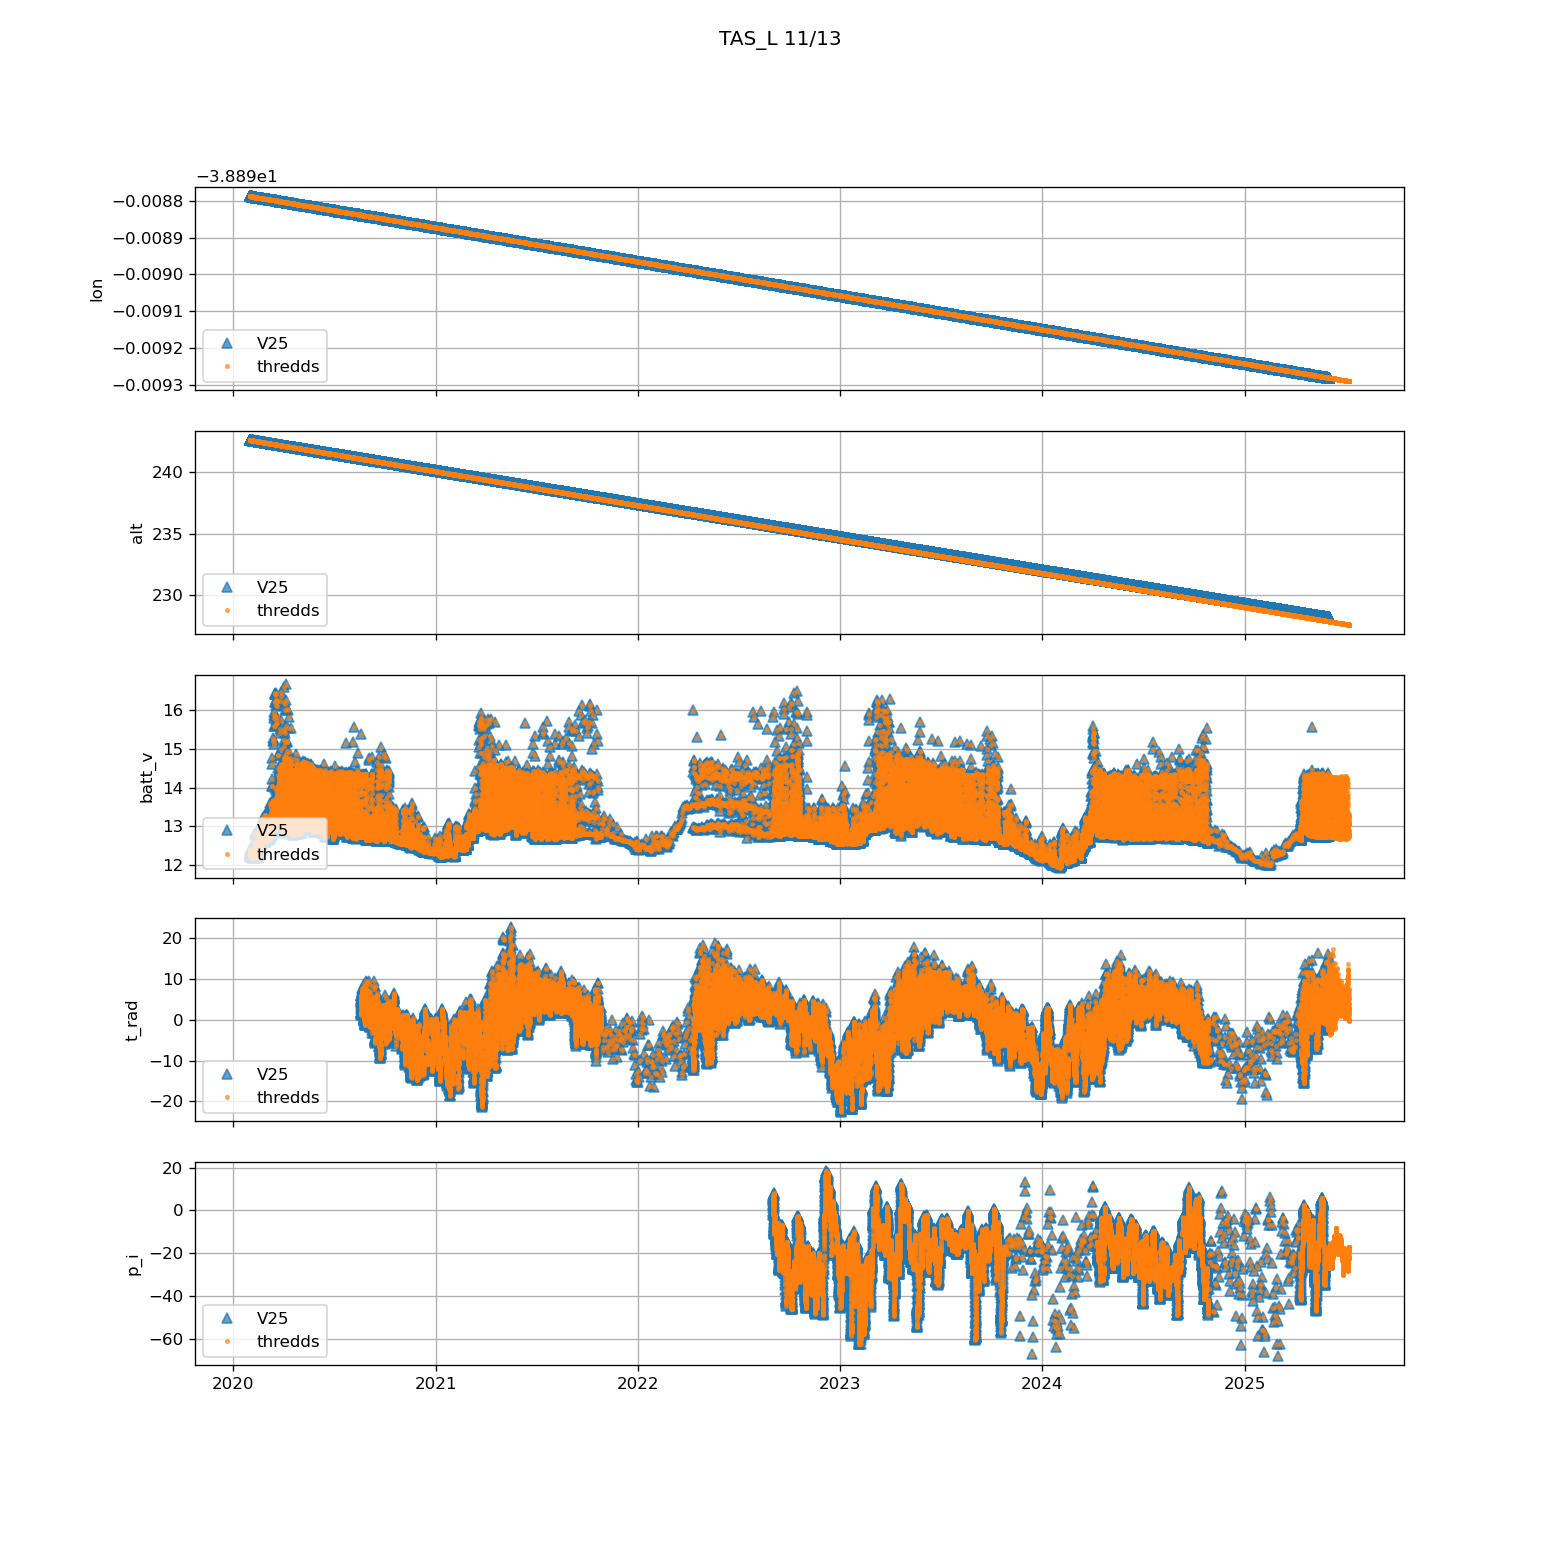 TAS_L 11/13
−3.889e1
−0.0088
−0.0089
−0.0090
−0.0091
−0.0092
−0.0093
lon
V25
thredds
240
235
230
alt
V25
thredds
16
15
14
13
12
batt_v
V25
thredds
20
10
0
−10
−20
t_rad
V25
thredds
20
0
−20
−40
−60
p_i
V25
thredds
2020 2021 2022 2023 2024 2025